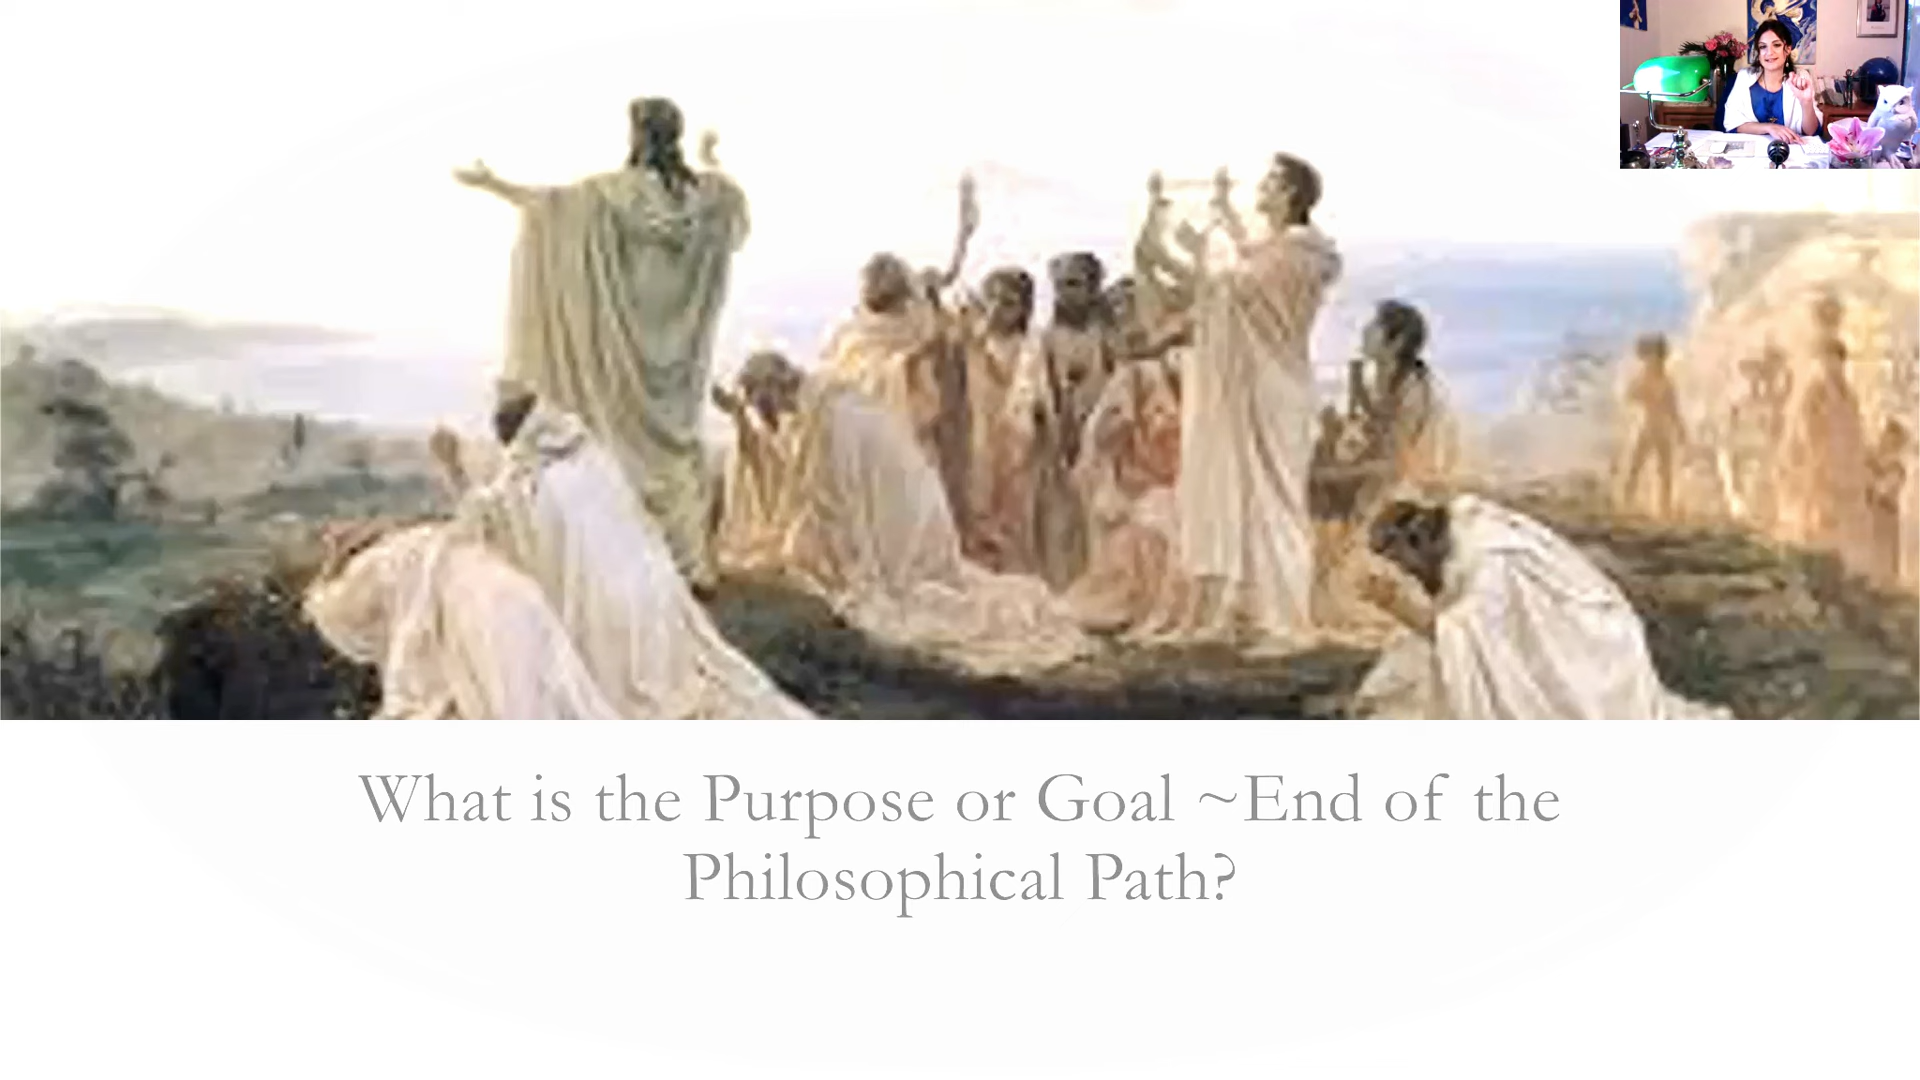 What is the Purpose or Goal ~End of the
Philosophical Path?